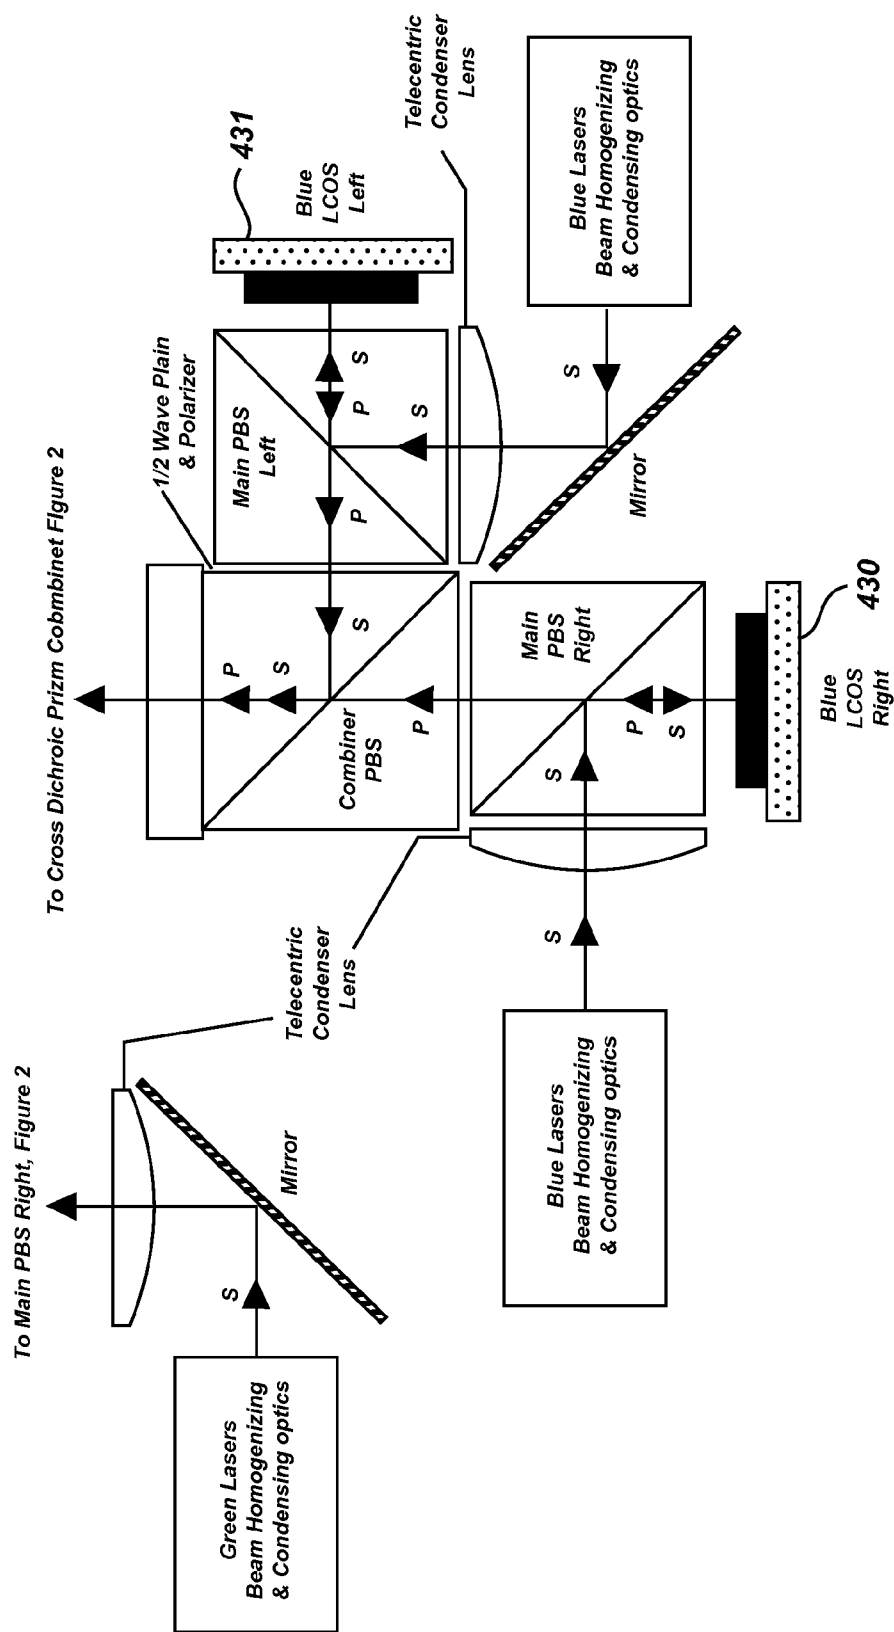 To Main PBS Right, Figure 2
To Cross Dichroic Prizm Cobmbinet FIgure 2
Green Lasers
Beam Homogenizing
& Condensing optics
S
Mirror
Telecentric
Condenser
Lens
1/2 Wave Plain
& Polarizer
P
S
Combiner
PBS
S
P
Main PBS
Left
P
P
S
S
431
Blue
LCOS
Left
Telecentric
Condenser
Lens
Blue Lasers
Beam Homogenizing
& Condensing optics
S
Mirror
Blue Lasers
Beam Homogenizing
& Condensing optics
S
S
Main
PBS
Right
P
S
430
Blue
LCOS
Right